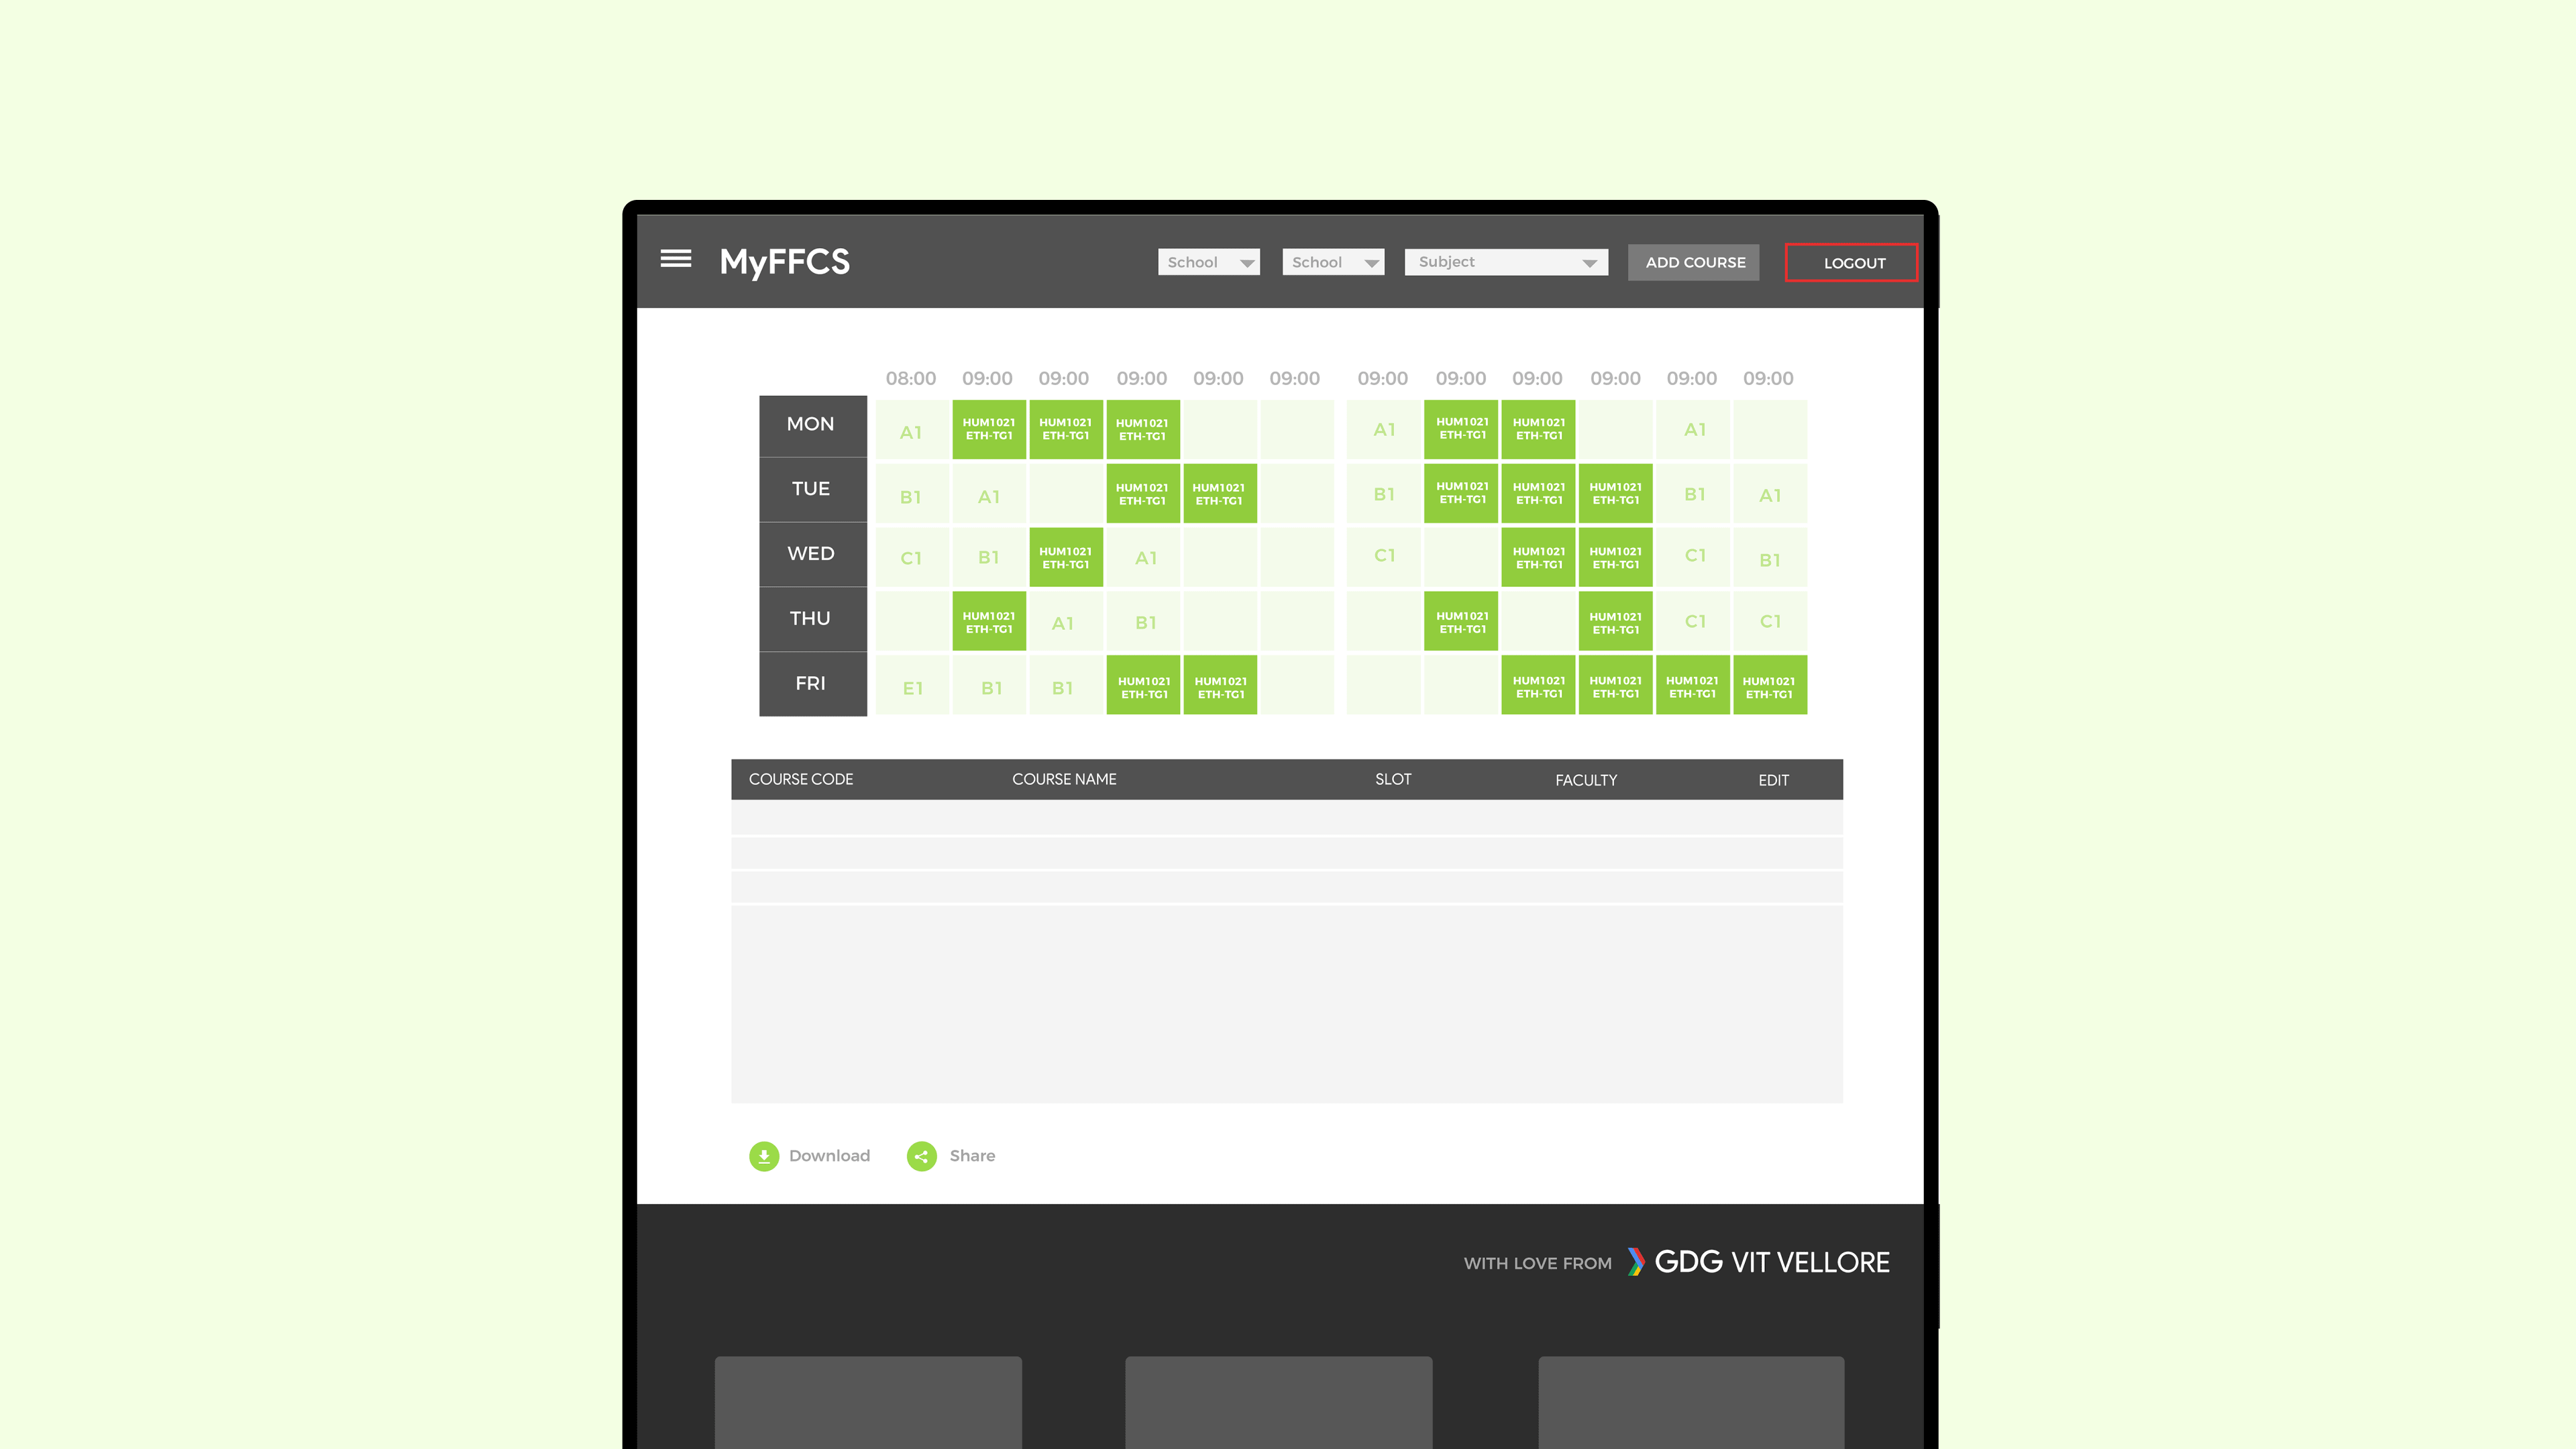 MyFFCS School School Subject ADD COURSE LOGOUT
08:00 09:00 09:00 09:00 09:00 09:00 09:00 09:00 09:00 09:00 09:00 09:00
MON A1 HUM1021 ETH-TG1 HUM1021 ETH-TG1 HUM1021 ETH-TG1 A1 HUM1021 ETH-TG1 HUM1021 ETH-TG1 A1
TUE B1 A1 HUM1021 ETH-TG1 HUM1021 ETH-TG1 B1 HUM1021 ETH-TG1 HUM1021 ETH-TG1 HUM1021 ETH-TG1 B1 A1
WED C1 B1 HUM1021 ETH-TG1 A1 C1 HUM1021 ETH-TG1 HUM1021 ETH-TG1 C1 B1
THU HUM1021 ETH-TG1 A1 B1 HUM1021 ETH-TG1 HUM1021 ETH-TG1 C1 C1
FRI E1 B1 B1 HUM1021 ETH-TG1 HUM1021 ETH-TG1 HUM1021 ETH-TG1 HUM1021 ETH-TG1 HUM1021 ETH-TG1 HUM1021 ETH-TG1
COURSE CODE COURSE NAME SLOT FACULTY EDIT
Download Share
WITH LOVE FROM GDG VIT VELLORE